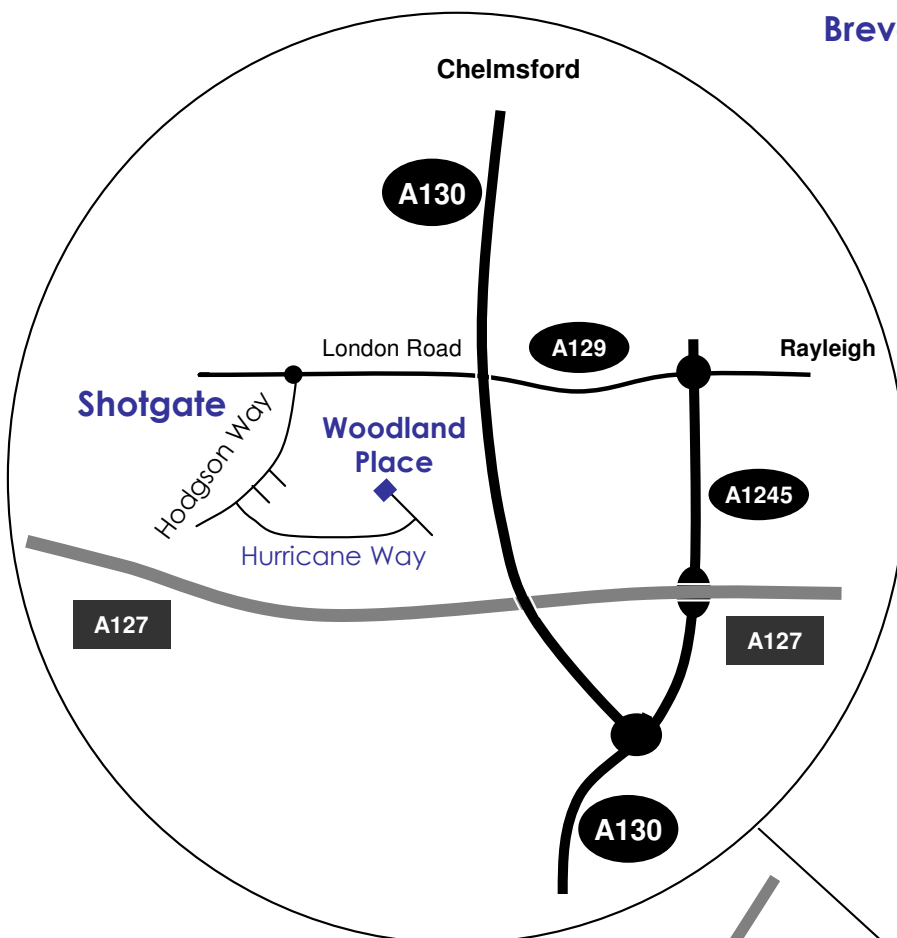 Chelmsford
A130
London Road
A129
Rayleigh
Shotgate
Hodgson Way
Woodland
Place
A1245
Hurricane Way
A127
A127
A130